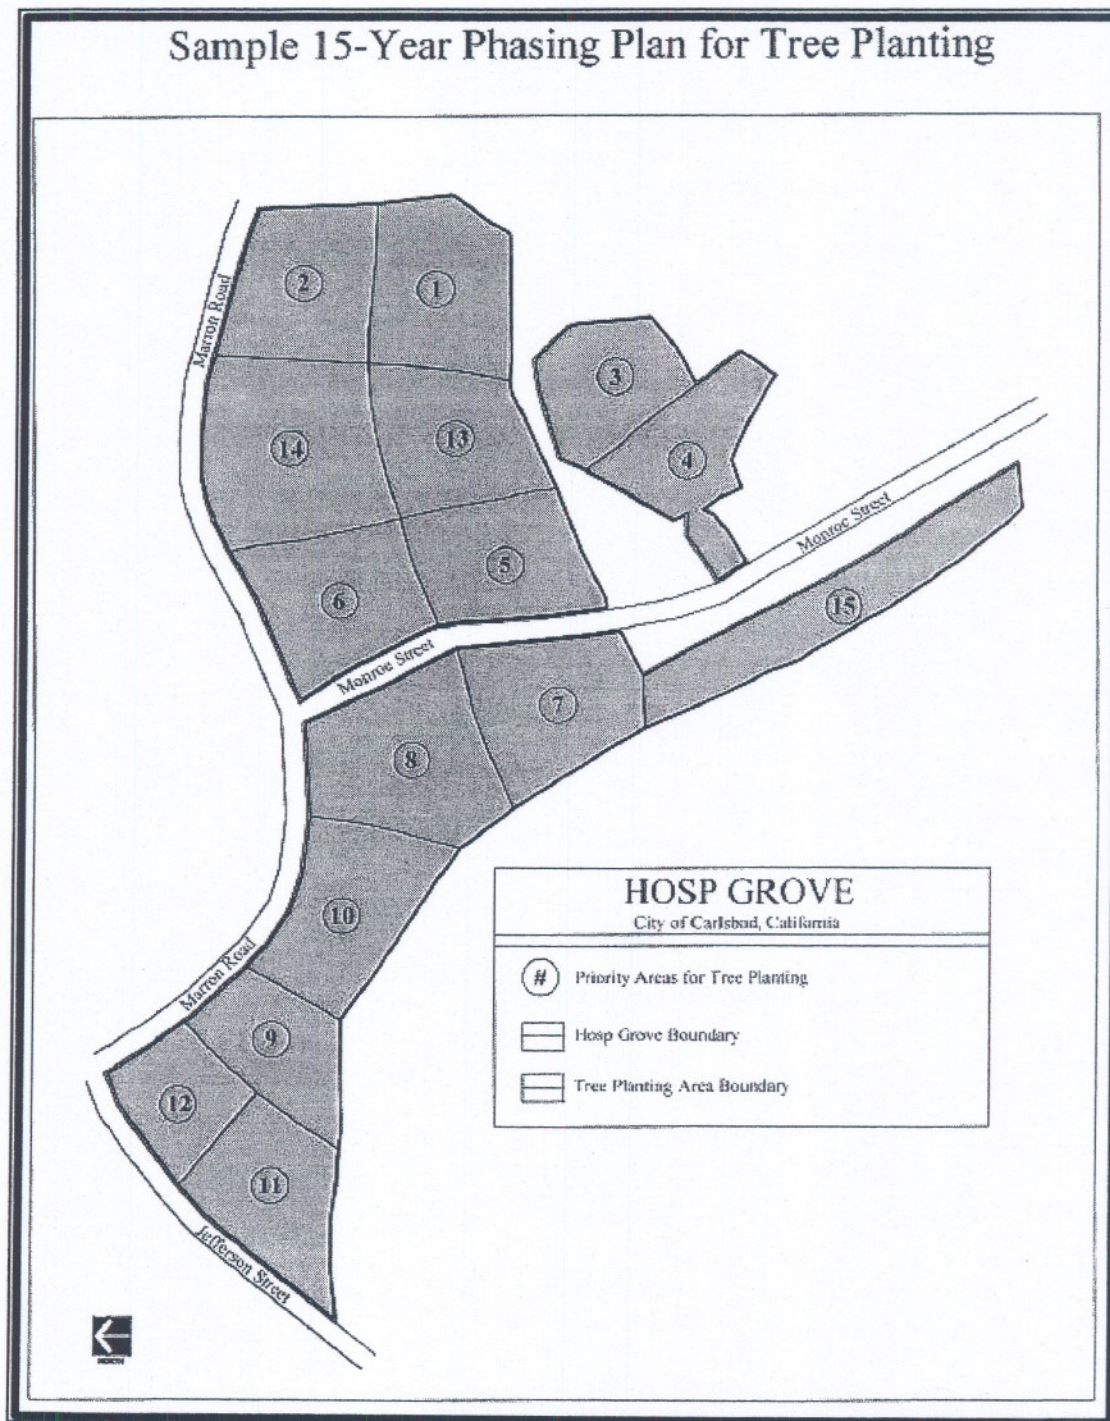 Sample 15-Year Phasing Plan for Tree Planting
Marron Road
2
1
3
14
13
4
Monroe Street
5
6
15
Monroe Street
7
8
10
Marron Road
9
12
11
Jefferson Street
HOSP GROVE
City of Carlsbad, California
# Priority Areas for Tree Planting
Hosp Grove Boundary
Tree Planting Area Boundary
NORTH